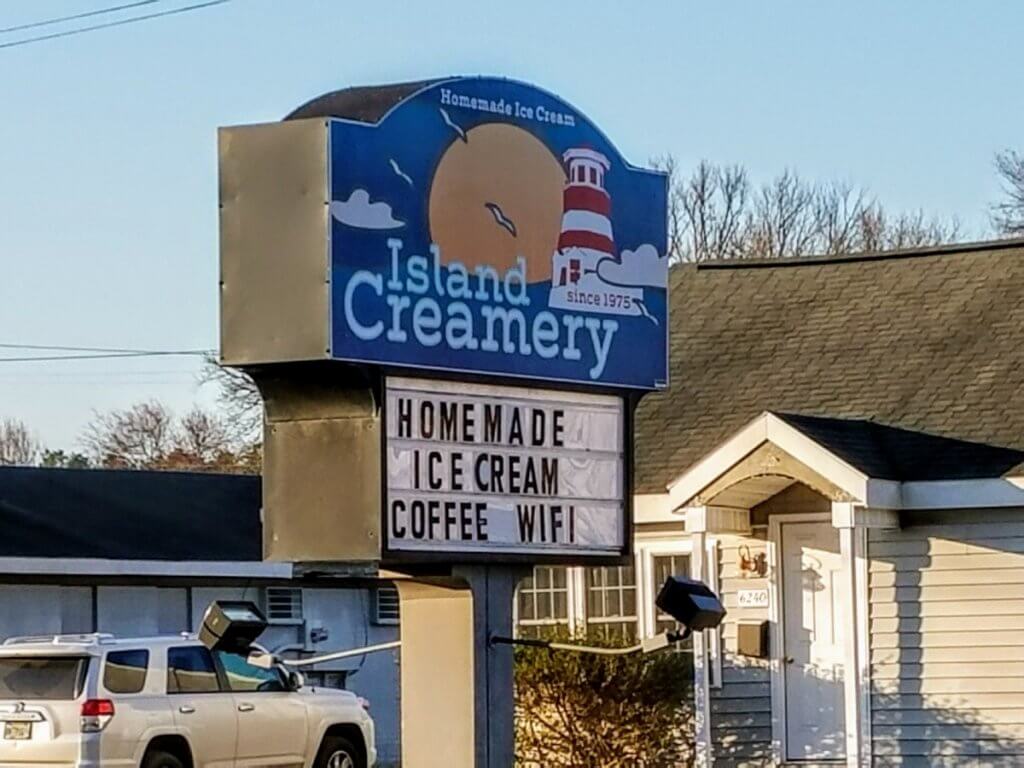 Homemade Ice Cream
Island
Creamery
since 1975
HOMEMADE
ICE CREAM
COFFEE WIFI
6240